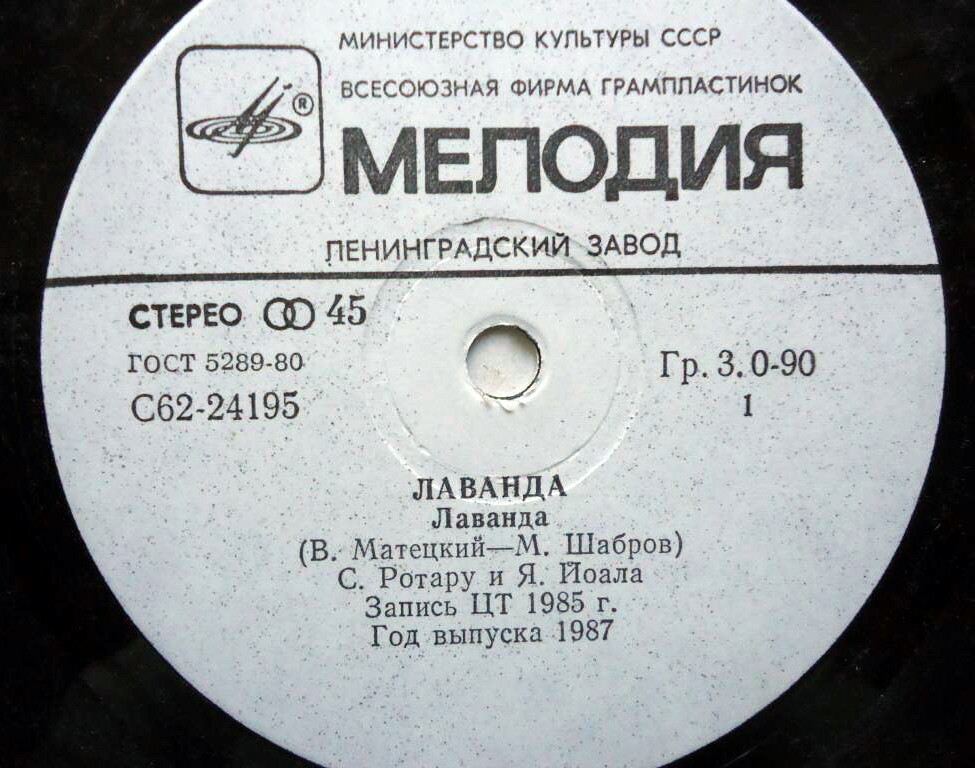 МИНИСТЕРСТВО КУЛЬТУРЫ СССР
ВСЕСОЮЗНАЯ ФИРМА ГРАМПЛАСТИНОК
®
МЕЛОДИЯ
ЛЕНИНГРАДСКИЙ ЗАВОД
СТЕРЕО 45
ГОСТ 5289-80
С62-24195
Гр. 3. 0-90
1
ЛАВАНДА
Лаванда
(В. Матецкий—М. Шабров)
С. Ротару и Я. Йоала
Запись ЦТ 1985 г.
Год выпуска 1987